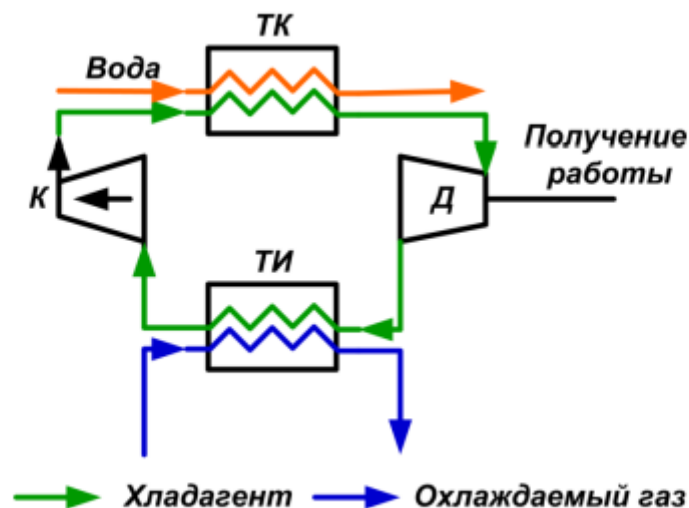 ТК
Вода
Получение
работы
К
Д
ТИ
Хладагент
Охлаждаемый газ